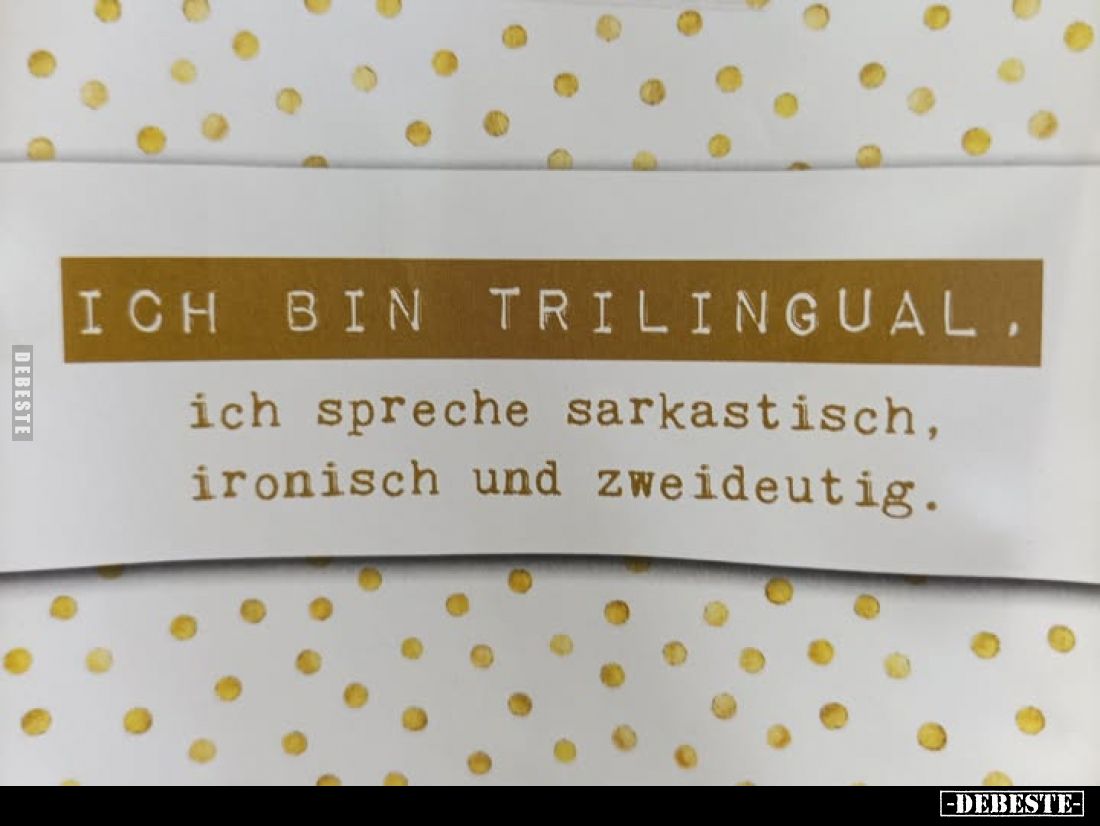 ICH BIN TRILINGUAL,
ich spreche sarkastisch,
ironisch und zweideutig.
DEBESTE
-DEBESTE-